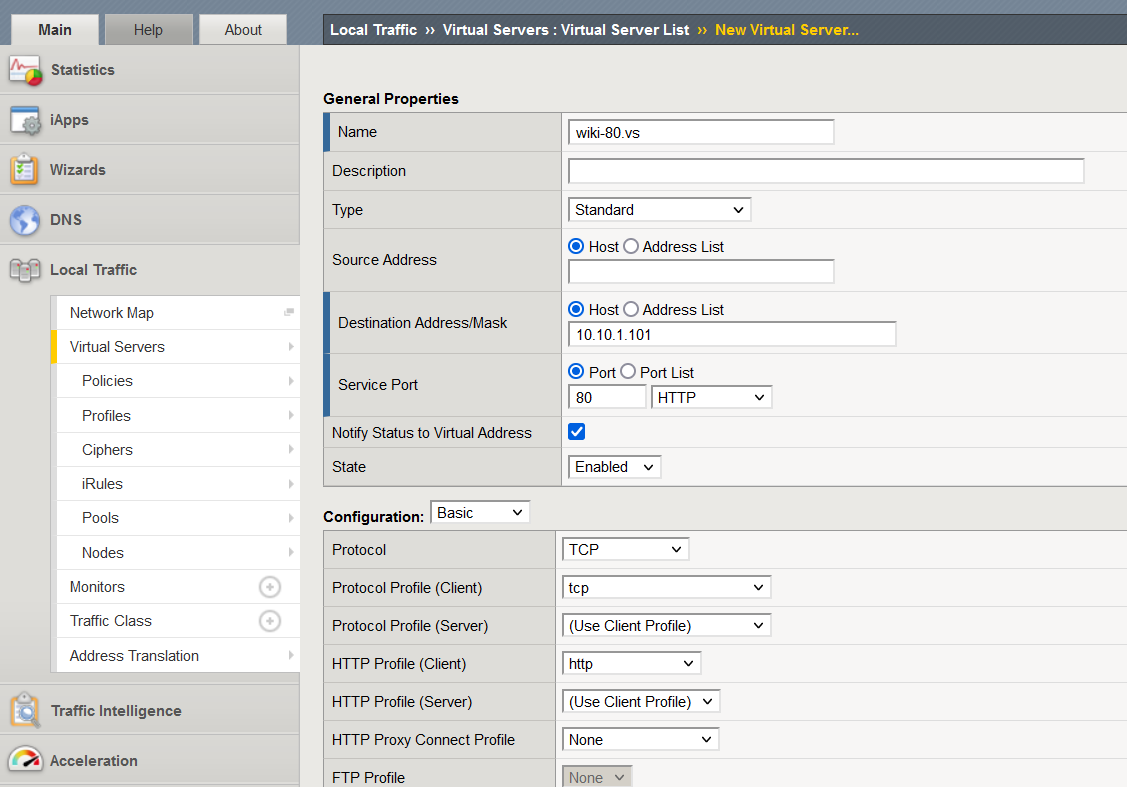 Main Help About
Local Traffic ›› Virtual Servers : Virtual Server List ›› New Virtual Server...
Statistics
iApps
Wizards
DNS
Local Traffic
Network Map
Virtual Servers
Policies
Profiles
Ciphers
iRules
Pools
Nodes
Monitors
Traffic Class
Address Translation
Traffic Intelligence
Acceleration
General Properties
Name wiki-80.vs
Description
Type Standard
Source Address Host Address List
Destination Address/Mask Host Address List
10.10.1.101
Service Port Port Port List
80 HTTP
Notify Status to Virtual Address
State Enabled
Configuration: Basic
Protocol TCP
Protocol Profile (Client) tcp
Protocol Profile (Server) (Use Client Profile)
HTTP Profile (Client) http
HTTP Profile (Server) (Use Client Profile)
HTTP Proxy Connect Profile None
FTP Profile None